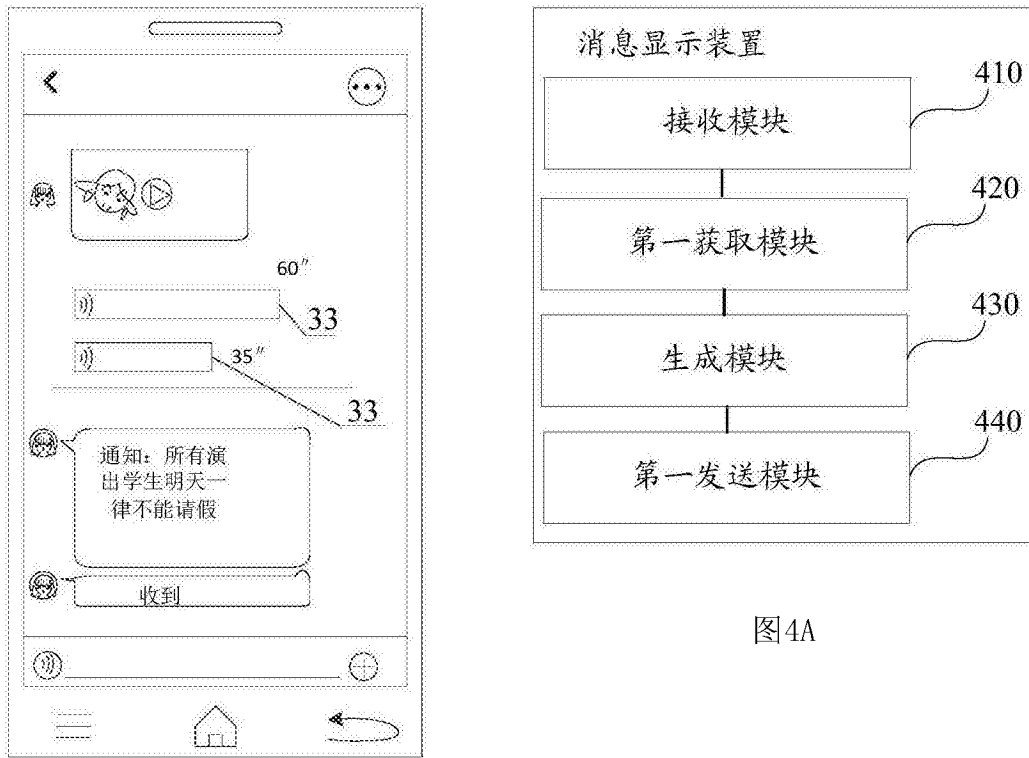 60″
33
35″
33
通知：所有演
出学生明天一
律不能请假
收到
消息显示装置
接收模块
410
第一获取模块
420
生成模块
430
第一发送模块
440
图4A